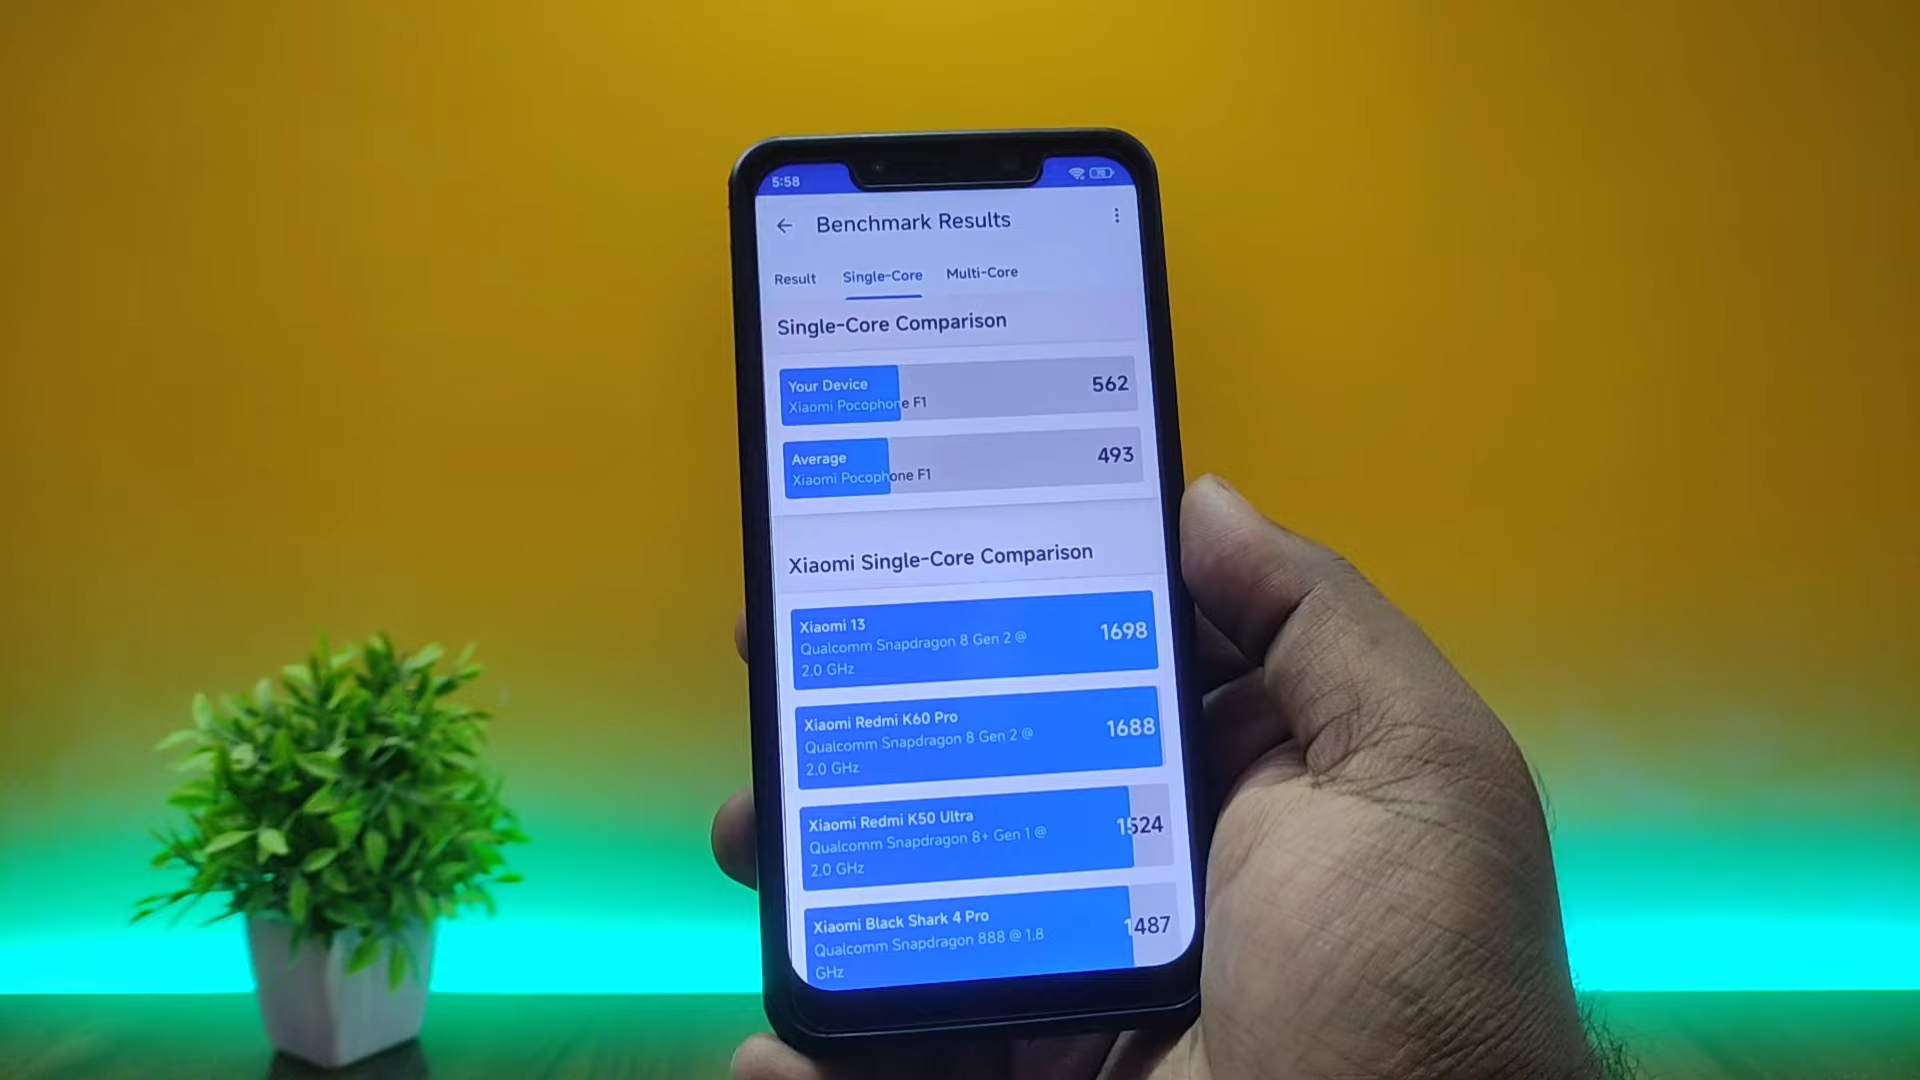 5:58
70
Benchmark Results
Result Single-Core Multi-Core
Single-Core Comparison
Your Device
Xiaomi Pocophone F1
562
Average
Xiaomi Pocophone F1
493
Xiaomi Single-Core Comparison
Xiaomi 13
Qualcomm Snapdragon 8 Gen 2 @
2.0 GHz
1698
Xiaomi Redmi K60 Pro
Qualcomm Snapdragon 8 Gen 2 @
2.0 GHz
1688
Xiaomi Redmi K50 Ultra
Qualcomm Snapdragon 8+ Gen 1 @
2.0 GHz
1524
Xiaomi Black Shark 4 Pro
Qualcomm Snapdragon 888 @ 1.8
GHz
1487